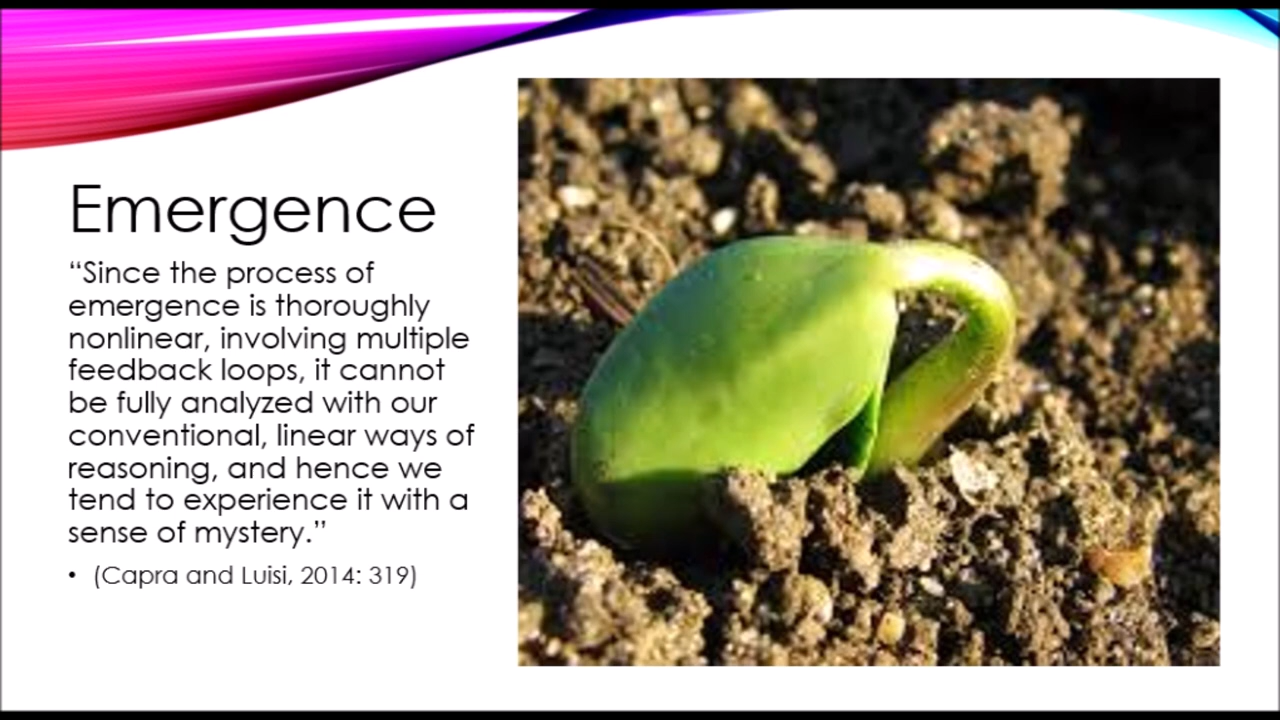 Emergence
“Since the process of
emergence is thoroughly
nonlinear, involving multiple
feedback loops, it cannot
be fully analyzed with our
conventional, linear ways of
reasoning, and hence we
tend to experience it with a
sense of mystery.”
• (Capra and Luisi, 2014: 319)